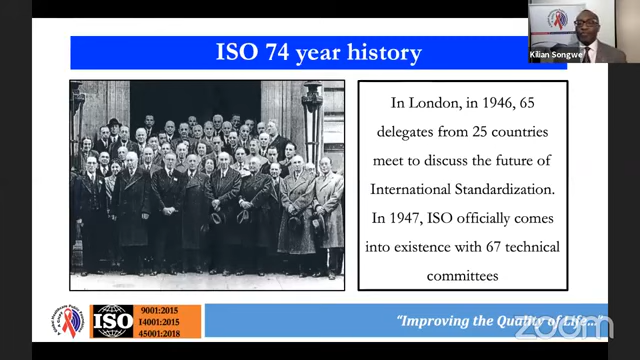 ISO 74 year history
Kilian Songwe
In London, in 1946, 65
delegates from 25 countries
meet to discuss the future of
International Standardization.
In 1947, ISO officially comes
into existence with 67 technical
committees
ISO
9001:2015
14001:2015
45001:2018
“Improving the Quality of Life...”
zoom